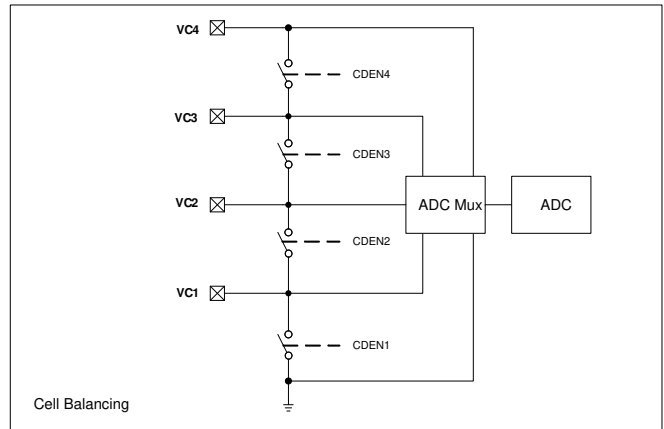 VC4
CDEN4
VC3
CDEN3
VC2
ADC Mux
ADC
CDEN2
VC1
CDEN1
Cell Balancing